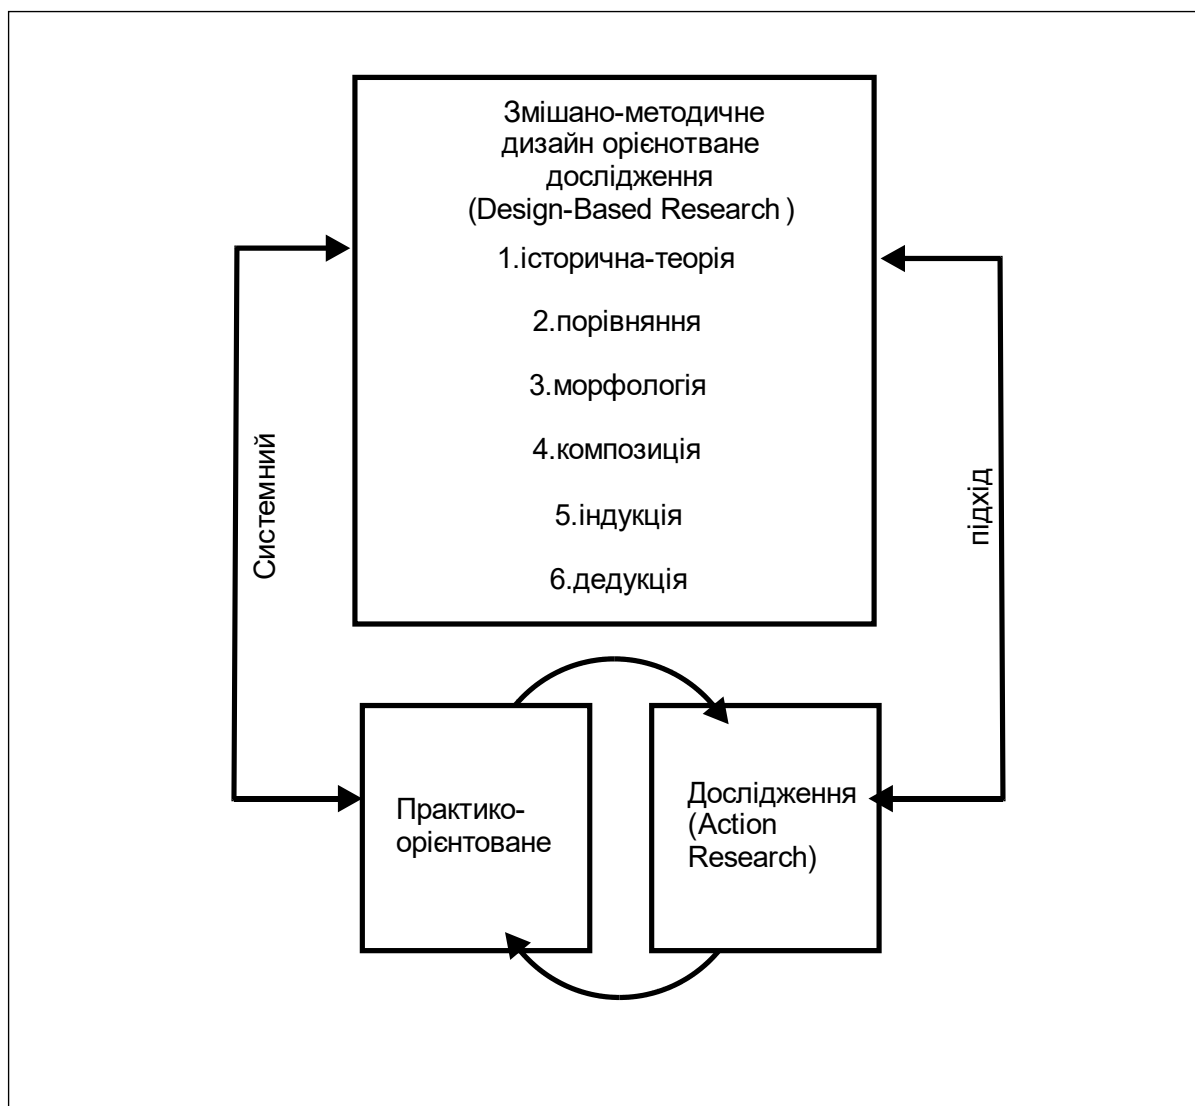 Змішано-методичне
дизайн орієнотване
дослідження
(Design-Based Research )
1.історична-теорія
2.порівняння
3.морфологія
4.композиція
5.індукція
6.дедукція
Системний
підхід
Практико-
орієнтоване
Дослідження
(Action
Research)